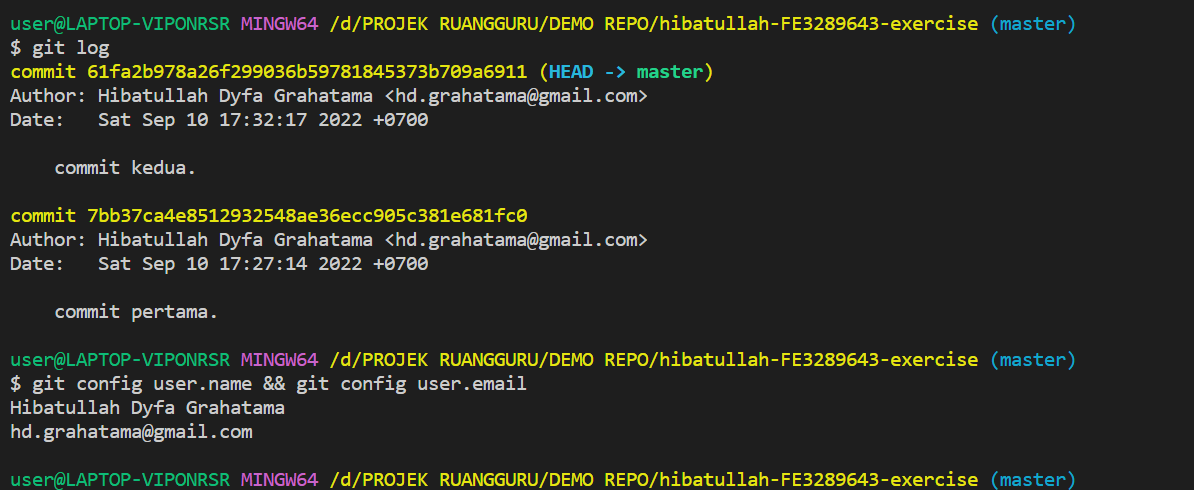 user@LAPTOP-VIPONRSR MINGW64 /d/PROJEK RUANGGURU/DEMO REPO/hibatullah-FE3289643-exercise (master)
$ git log
commit 61fa2b978a26f299036b59781845373b709a6911 (HEAD -> master)
Author: Hibatullah Dyfa Grahatama <hd.grahatama@gmail.com>
Date:   Sat Sep 10 17:32:17 2022 +0700
commit kedua.
commit 7bb37ca4e8512932548ae36ecc905c381e681fc0
Author: Hibatullah Dyfa Grahatama <hd.grahatama@gmail.com>
Date:   Sat Sep 10 17:27:14 2022 +0700
commit pertama.
user@LAPTOP-VIPONRSR MINGW64 /d/PROJEK RUANGGURU/DEMO REPO/hibatullah-FE3289643-exercise (master)
$ git config user.name && git config user.email
Hibatullah Dyfa Grahatama
hd.grahatama@gmail.com
user@LAPTOP-VIPONRSR MINGW64 /d/PROJEK RUANGGURU/DEMO REPO/hibatullah-FE3289643-exercise (master)